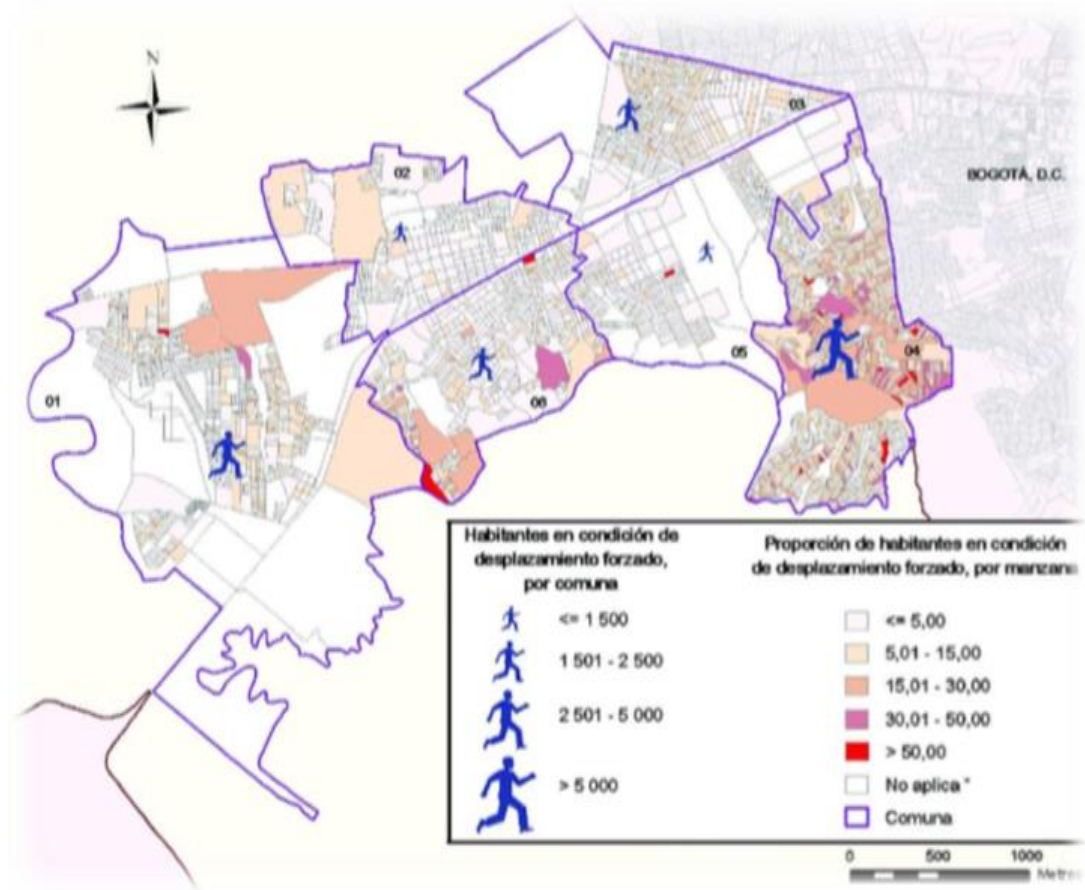 N
03
02
BOGOTÁ, D.C.
04
05
01
06
Habitantes en condición de
desplazamiento forzado,
por comuna
<= 1 500
1 501 - 2 500
2 501 - 5 000
> 5 000
Proporción de habitantes en condición
de desplazamiento forzado, por manzana
<= 5,00
5,01 - 15,00
15,01 - 30,00
30,01 - 50,00
> 50,00
No aplica *
Comuna
0 500 1000
Metros